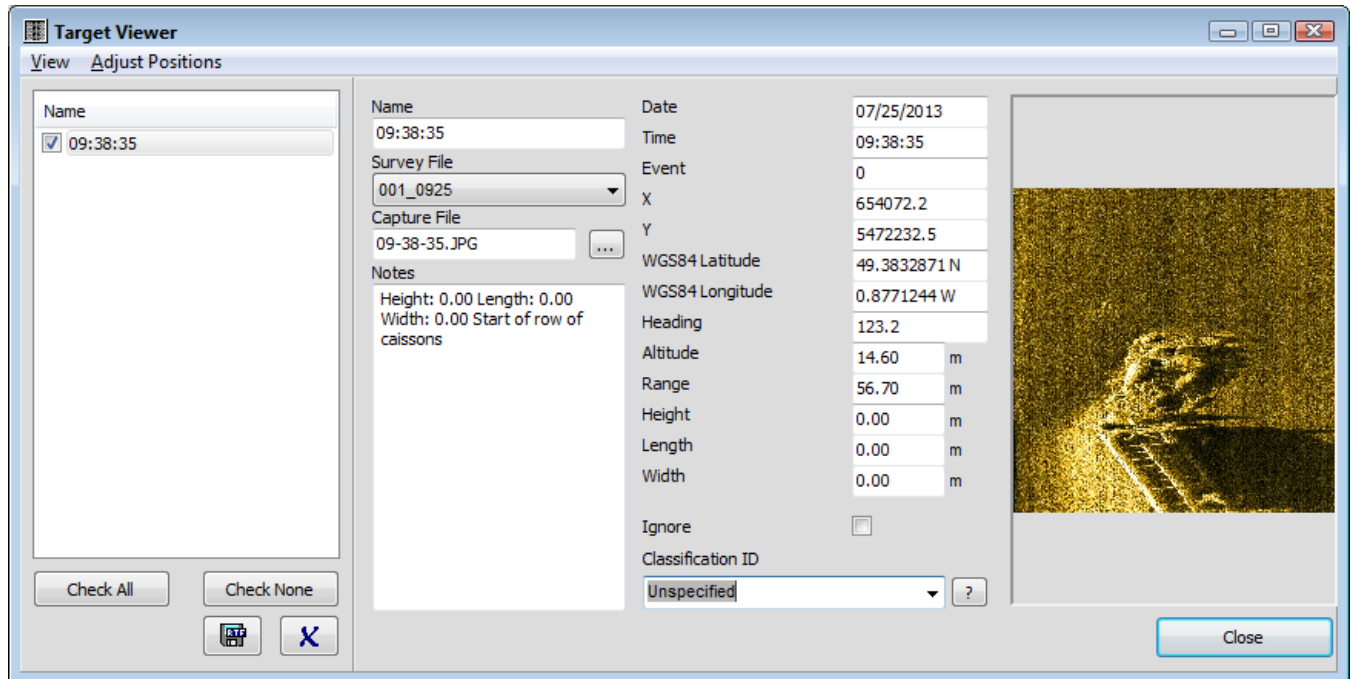 Target Viewer
View Adjust Positions
Name
09:38:35
Check All
Check None
RTF
X
Name
09:38:35
Survey File
001_0925
Capture File
09-38-35.JPG
...
Notes
Height: 0.00 Length: 0.00
Width: 0.00 Start of row of
caissons
Date 07/25/2013
Time 09:38:35
Event 0
X 654072.2
Y 5472232.5
WGS84 Latitude 49.3832871 N
WGS84 Longitude 0.8771244 W
Heading 123.2
Altitude 14.60 m
Range 56.70 m
Height 0.00 m
Length 0.00 m
Width 0.00 m
Ignore
Classification ID
Unspecified
?
Close